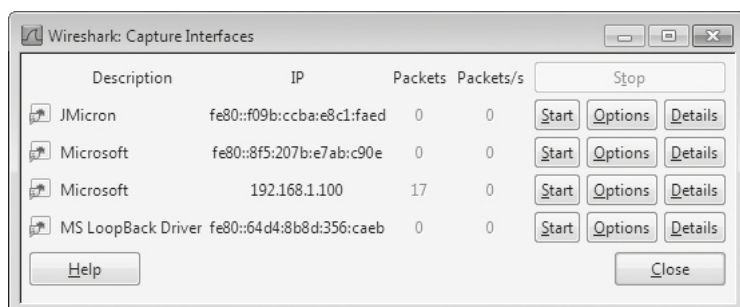 Wireshark: Capture Interfaces
Description IP Packets Packets/s Stop
JMicron fe80::f09b:ccba:e8c1:faed 0 0 Start Options Details
Microsoft fe80::8f5:207b:e7ab:c90e 0 0 Start Options Details
Microsoft 192.168.1.100 17 0 Start Options Details
MS LoopBack Driver fe80::64d4:8b8d:356:caeb 0 0 Start Options Details
Help Close